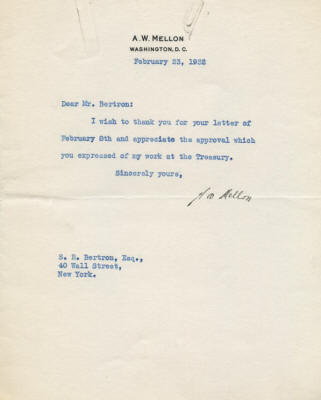 A. W. MELLON
WASHINGTON, D. C.
February 23, 1932
Dear Mr. Bertron:
I wish to thank you for your letter of
February 8th and appreciate the approval which
you expressed of my work at the Treasury.
Sincerely yours,
A W Mellon
S. R. Bertron, Esq.,
40 Wall Street,
New York.